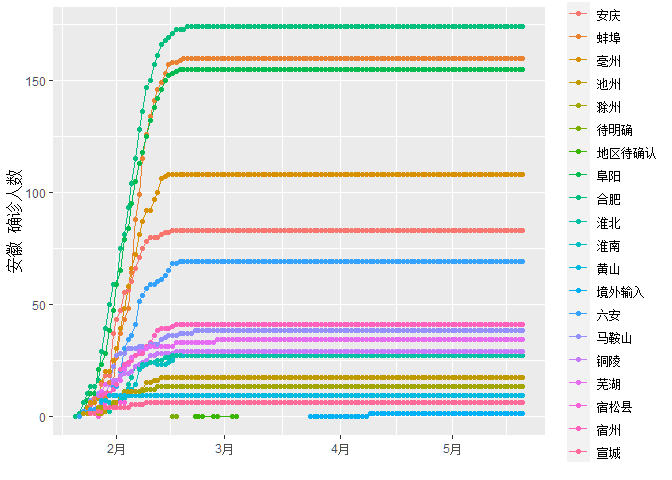 安徽 确诊人数
150
100
50
0
2月
3月
4月
5月
安庆
蚌埠
亳州
池州
滁州
待明确
地区待确认
阜阳
合肥
淮北
淮南
黄山
境外输入
六安
马鞍山
铜陵
芜湖
宿松县
宿州
宣城